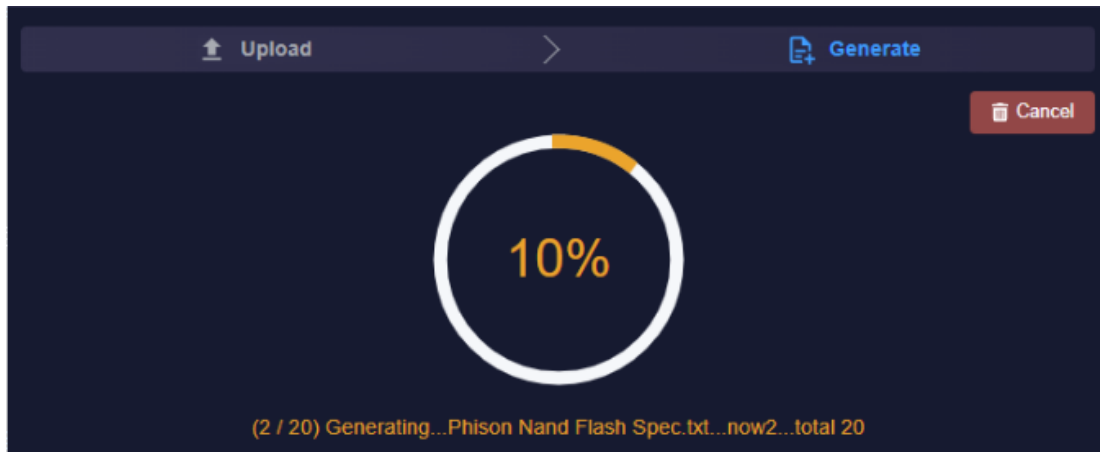 Upload
Generate
Cancel
10%
(2 / 20) Generating...Phison Nand Flash Spec.txt...now2...total 20